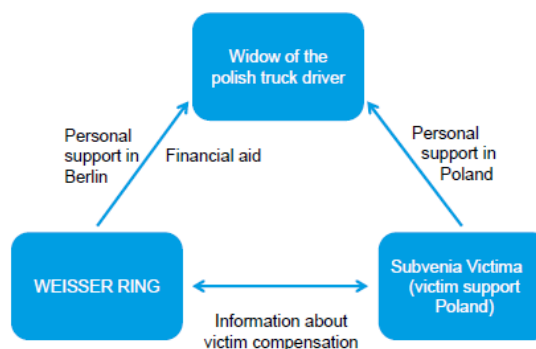 Widow of the
polish truck driver
Personal
support in
Berlin
Financial aid
Personal
support in
Poland
WEISSER RING
Subvenia Victima
(victim support
Poland)
Information about
victim compensation